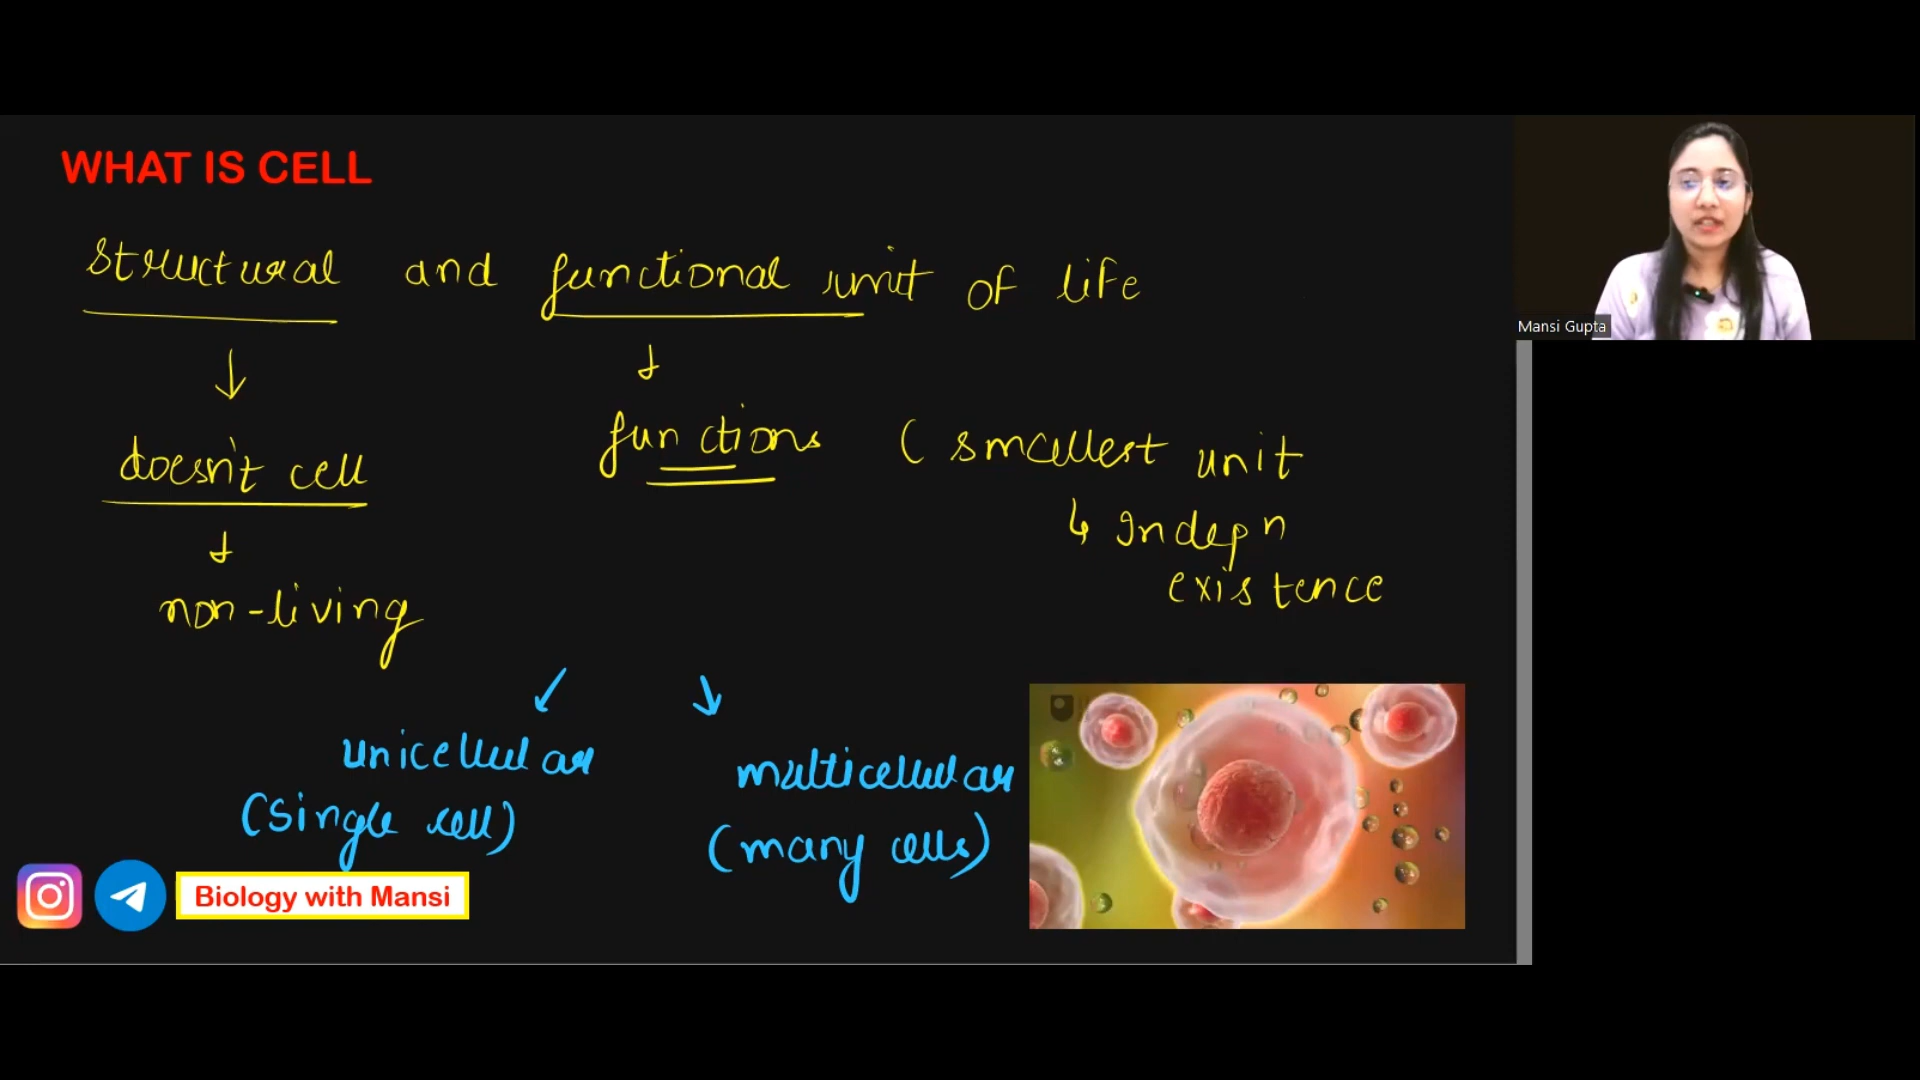 WHAT IS CELL
structural and functional unit of life
doesn't cell
functions (smallest unit
Indepn
existence
non-living
unicellular
(single cell)
multicellular
(many cells)
Biology with Mansi
Mansi Gupta